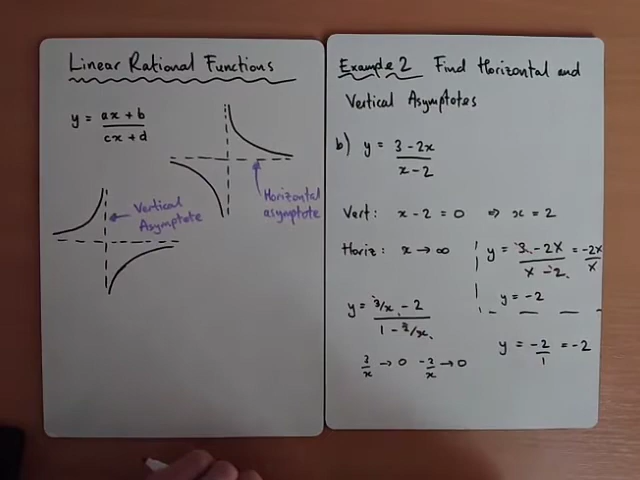 Linear Rational Functions
y = ax + b / cx + d
Horizontal
asymptote
Vertical
Asymptote
Example 2 Find Horizontal and
Vertical Asymptotes
b) y = 3 - 2x / x - 2
Vert: x - 2 = 0 ⇒ x = 2
Horiz: x → ∞
y = 3 - 2x / x - 2 = -2x / x
y = -2
y = 3/x - 2 / 1 - 2/x
3/x → 0 -2/x → 0
y = -2/1 = -2